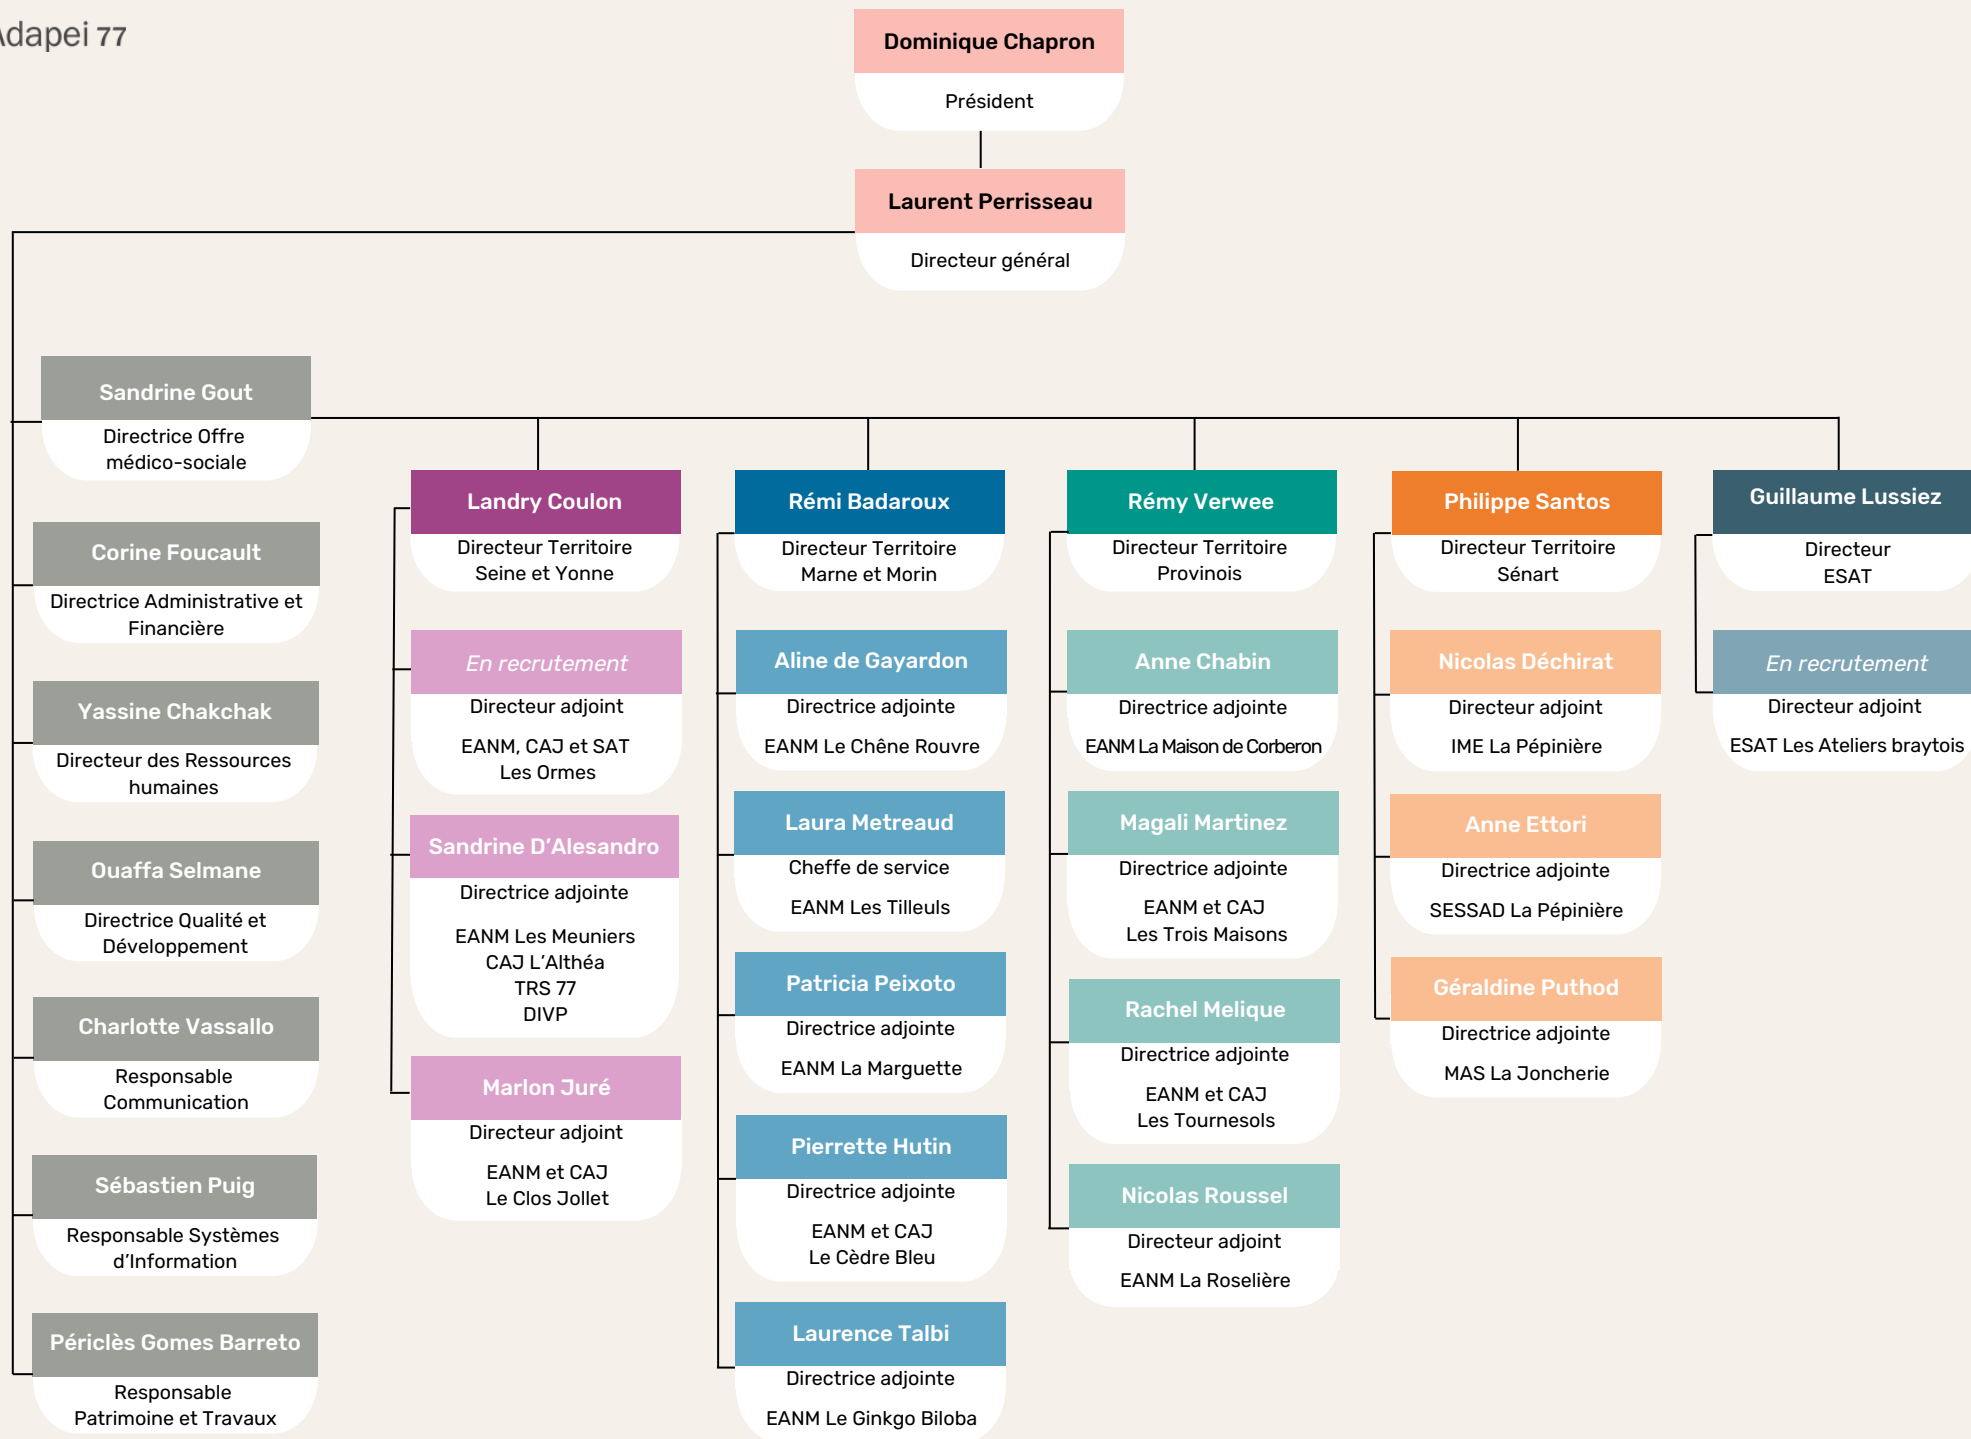 Adapei 77
Dominique Chapron
Président
Laurent Perrisseau
Directeur général
Sandrine Gout
Directrice Offre
médico-sociale
Corine Foucault
Directrice Administrative et
Financière
Yassine Chakchak
Directeur des Ressources
humaines
Ouaffa Selmane
Directrice Qualité et
Développement
Charlotte Vassallo
Responsable
Communication
Sébastien Puig
Responsable Systèmes
d'Information
Périclès Gomes Barreto
Responsable
Patrimoine et Travaux
Landry Coulon
Directeur Territoire
Seine et Yonne
En recrutement
Directeur adjoint
EANM, CAJ et SAT
Les Ormes
Sandrine D'Alesandro
Directrice adjointe
EANM Les Meuniers
CAJ L'Althéa
TRS 77
DIVP
Marlon Juré
Directeur adjoint
EANM et CAJ
Le Clos Jollet
Rémi Badaroux
Directeur Territoire
Marne et Morin
Aline de Gayardon
Directrice adjointe
EANM Le Chêne Rouvre
Laura Metreaud
Cheffe de service
EANM Les Tilleuls
Patricia Peixoto
Directrice adjointe
EANM La Marguette
Pierrette Hutin
Directrice adjointe
EANM et CAJ
Le Cèdre Bleu
Laurence Talbi
Directrice adjointe
EANM Le Ginkgo Biloba
Rémy Verwee
Directeur Territoire
Provinois
Anne Chabin
Directrice adjointe
EANM La Maison de Corberon
Magali Martinez
Directrice adjointe
EANM et CAJ
Les Trois Maisons
Rachel Melique
Directrice adjointe
EANM et CAJ
Les Tournesols
Nicolas Roussel
Directeur adjoint
EANM La Roselière
Philippe Santos
Directeur Territoire
Sénart
Nicolas Déchirat
Directeur adjoint
IME La Pépinière
Anne Ettori
Directrice adjointe
SESSAD La Pépinière
Géraldine Puthod
Directrice adjointe
MAS La Joncherie
Guillaume Lussiez
Directeur
ESAT
En recrutement
Directeur adjoint
ESAT Les Ateliers braytois